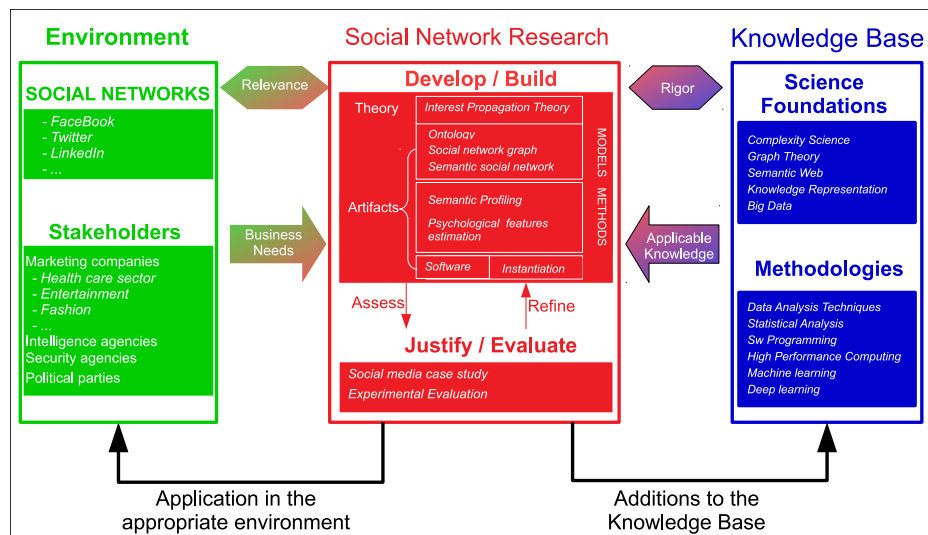 Environment
SOCIAL NETWORKS
- FaceBook
- Twitter
- LinkedIn
- ...
Stakeholders
Marketing companies
- Health care sector
- Entertainment
- Fashion
- ...
Intelligence agencies
Security agencies
Political parties
Relevance
Business
Needs
Social Network Research
Develop / Build
Theory
Interest Propagation Theory
Ontology
Social network graph
Semantic social network
Artifacts
Semantic Profiling
Psychological features
estimation
Software
Instantiation
MODELS
METHODS
Assess
Refine
Justify / Evaluate
Social media case study
Experimental Evaluation
Rigor
Applicable
Knowledge
Knowledge Base
Science
Foundations
Complexity Science
Graph Theory
Semantic Web
Knowledge Representation
Big Data
Methodologies
Data Analysis Techniques
Statistical Analysis
Sw Programming
High Performance Computing
Machine learning
Deep learning
Application in the
appropriate environment
Additions to the
Knowledge Base